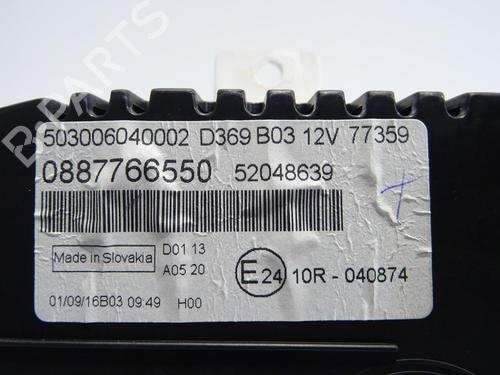 B-PARTS
503006040002 D369 B03 12V 77359
0887766550 52048639
Made in Slovakia D01 13
A05 20
E24 10R - 040874
01/09/16B03 09:49 H00